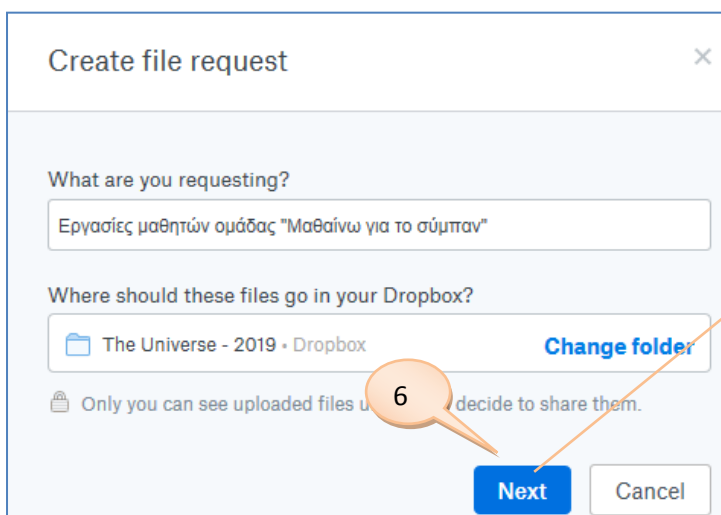 Create file request
What are you requesting?
Εργασίες μαθητών ομάδας "Μαθαίνω για το σύμπαν"
Where should these files go in your Dropbox?
The Universe - 2019 • Dropbox Change folder
Only you can see uploaded files decide to share them.
6
Next Cancel